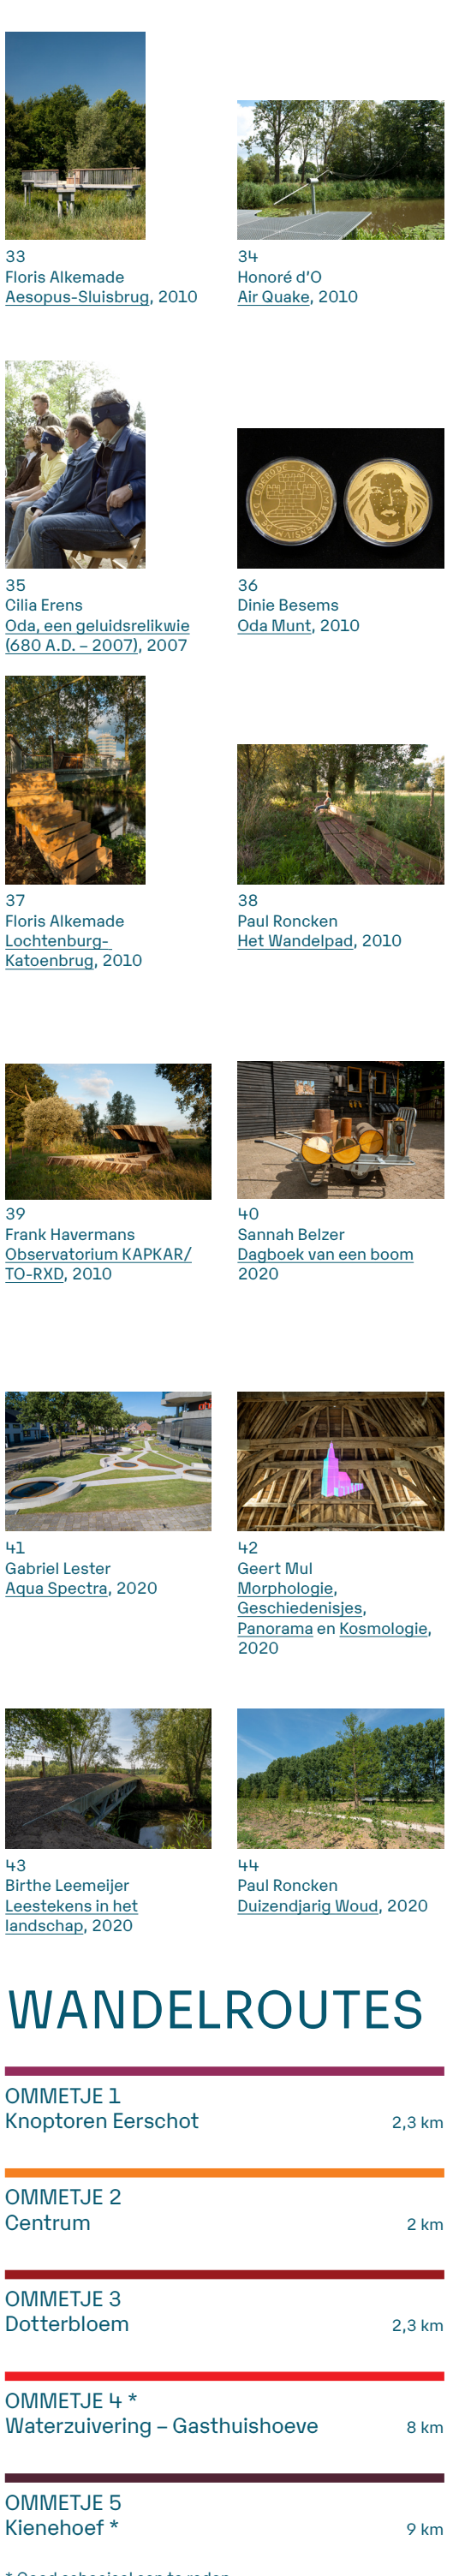 33
Floris Alkemade
Aesopus-Sluisbrug, 2010
34
Honoré d'O
Air Quake, 2010
35
Cilia Erens
Oda, een geluidsrelikwie
(680 A.D. – 2007), 2007
36
Dinie Besems
Oda Munt, 2010
37
Floris Alkemade
Lochtenburg-
Katoenbrug, 2010
38
Paul Roncken
Het Wandelpad, 2010
39
Frank Havermans
Observatorium KAPKAR/
TO-RXD, 2010
40
Sannah Belzer
Dagboek van een boom
2020
41
Gabriel Lester
Aqua Spectra, 2020
42
Geert Mul
Morphologie,
Geschiedenisjes,
Panorama en Kosmologie,
2020
43
Birthe Leemeijer
Leestekens in het
landschap, 2020
44
Paul Roncken
Duizendjarig Woud, 2020
WANDELROUTES
OMMETJE 1
Knoptoren Eerschot 2,3 km
OMMETJE 2
Centrum 2 km
OMMETJE 3
Dotterbloem 2,3 km
OMMETJE 4 *
Waterzuivering – Gasthuishoeve 8 km
OMMETJE 5
Kienehoef * 9 km